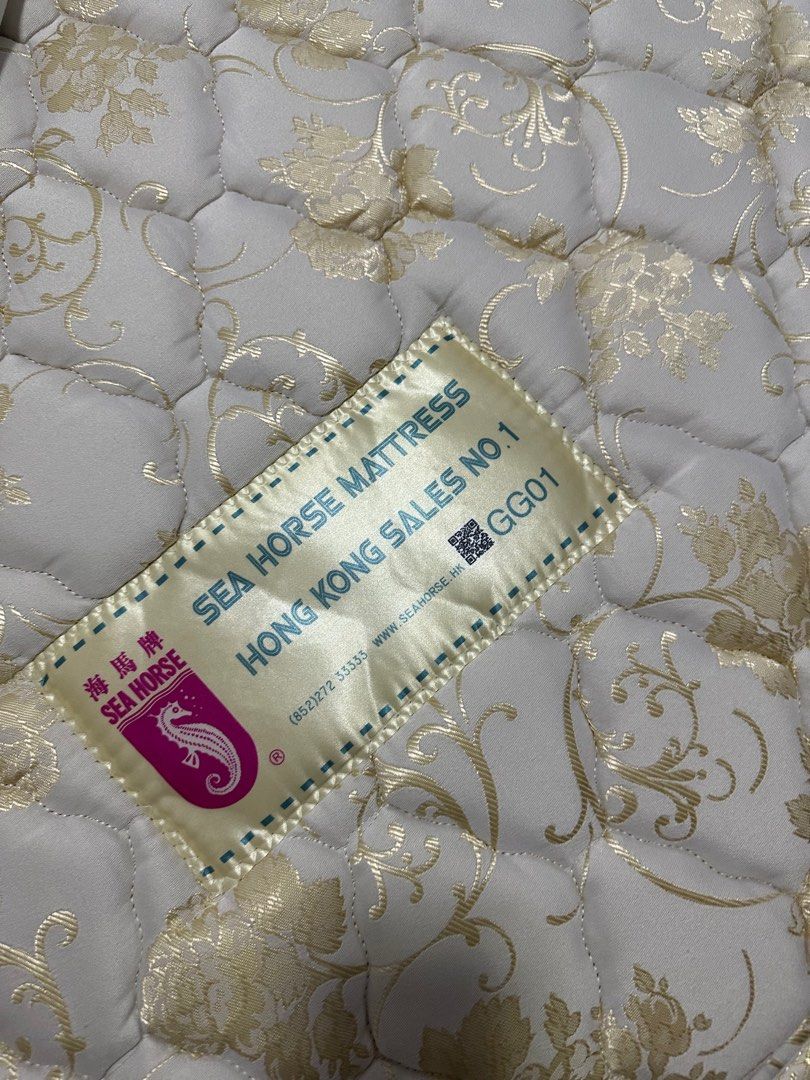 SEA HORSE MATTRESS
HONG KONG SALES NO.1
(852)272 33333 WWW.SEAHORSE.HK
GG01
海馬牌
SEA HORSE
®